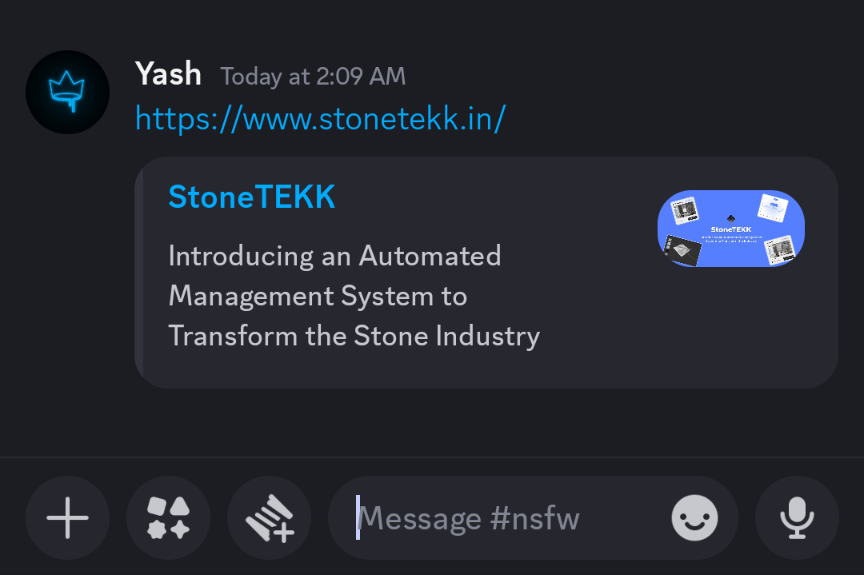 Yash Today at 2:09 AM
https://www.stonetekk.in/
StoneTEKK
StoneTEKK
Introducing an Automated
Management System to
Transform the Stone Industry
Message #nsfw